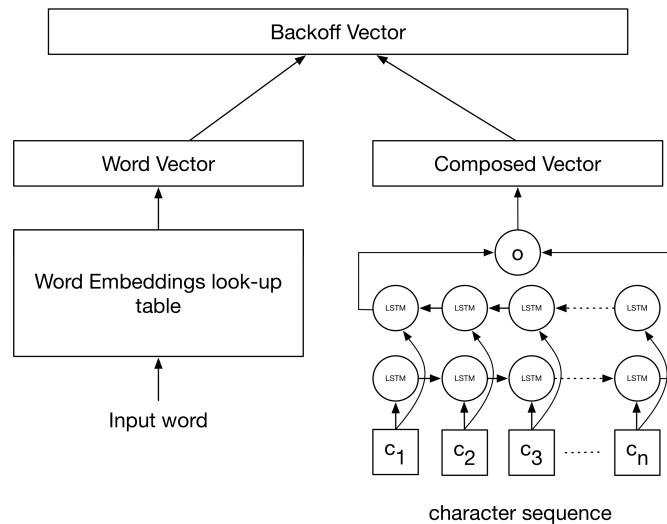 Backoff Vector
Word Vector
Composed Vector
Word Embeddings look-up
table
Input word
o
LSTM LSTM LSTM LSTM
LSTM LSTM LSTM LSTM
c1 c2 c3 cn
character sequence